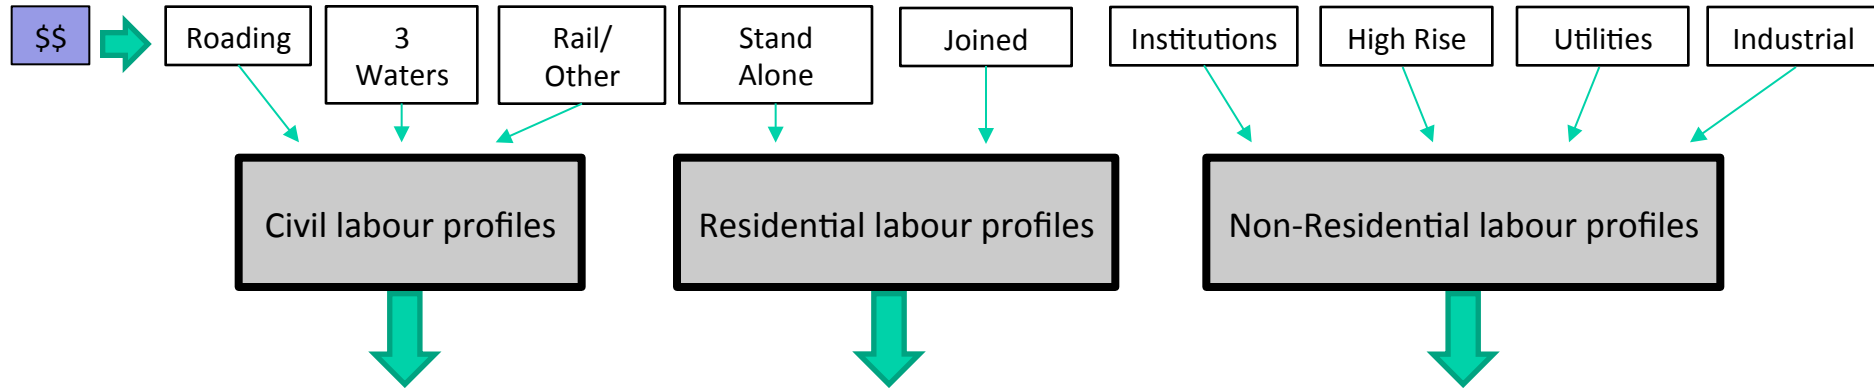 $$
Roading
3
Waters
Rail/
Other
Stand
Alone
Joined
Institutions
High Rise
Utilities
Industrial
Civil labour profiles
Residential labour profiles
Non-Residential labour profiles